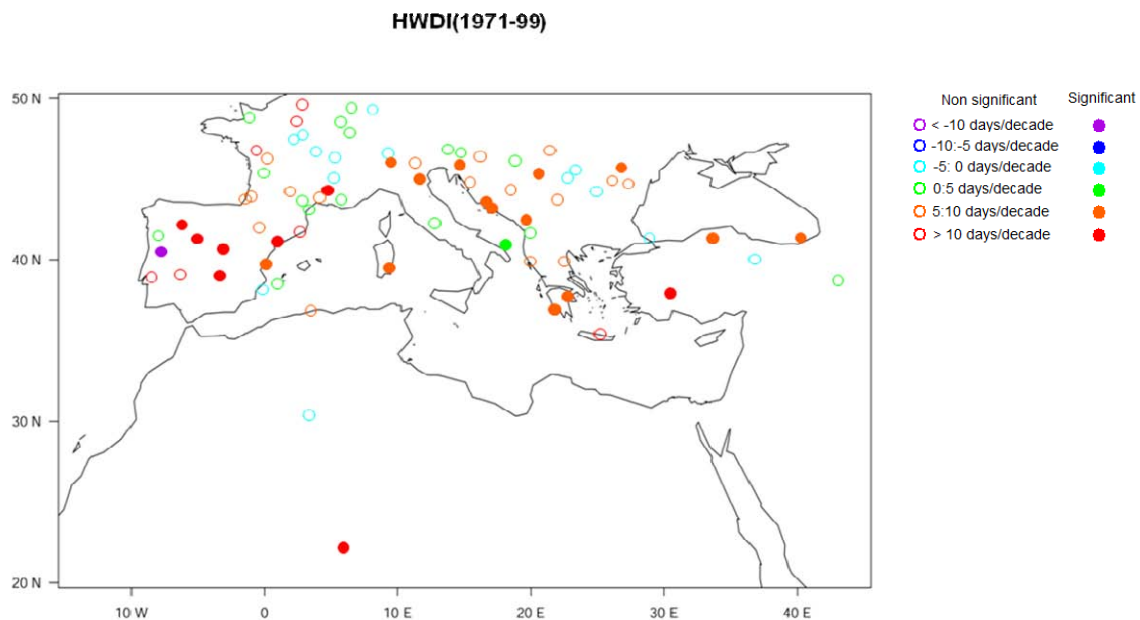 HWDI(1971-99)
Non significant Significant
< -10 days/decade
-10:-5 days/decade
-5: 0 days/decade
0:5 days/decade
5:10 days/decade
> 10 days/decade
50 N
40 N
30 N
20 N
10 W 0 10 E 20 E 30 E 40 E